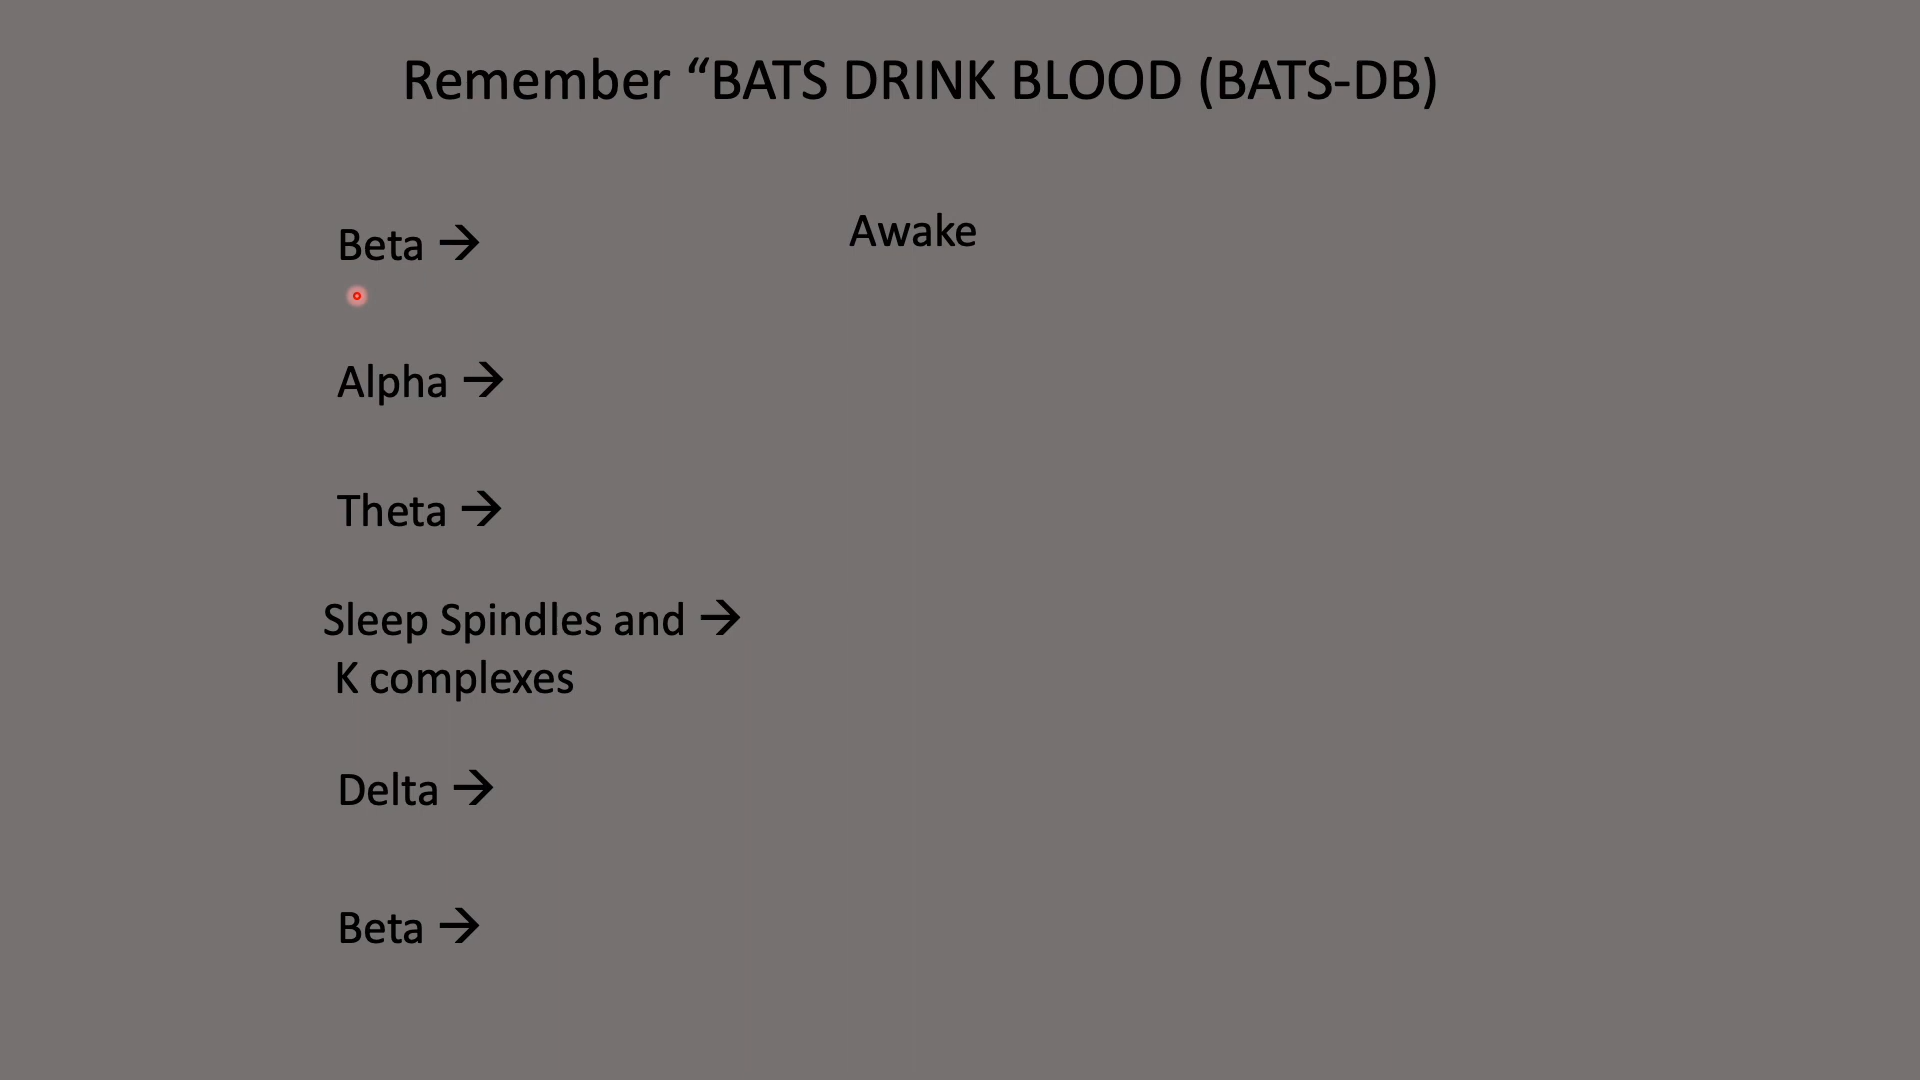 Remember “BATS DRINK BLOOD (BATS-DB)
Beta → Awake
Alpha →
Theta →
Sleep Spindles and →
K complexes
Delta →
Beta →